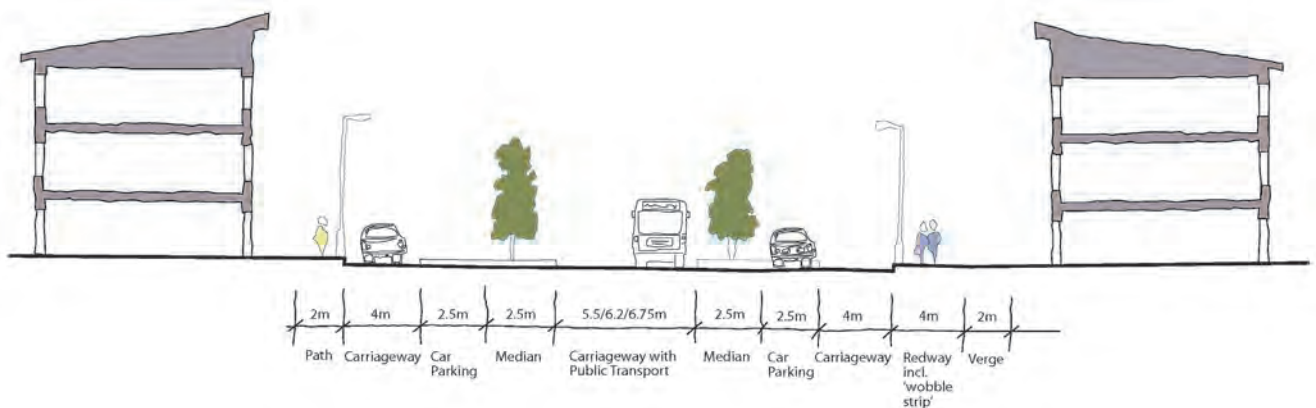 2m 4m 2.5m 2.5m 5.5/6.2/6.75m 2.5m 2.5m 4m 4m 2m
Path
Carriageway
Car
Parking
Median
Carriageway with
Public Transport
Median
Car
Parking
Carriageway
Redway
incl.
'wobble
strip'
Verge